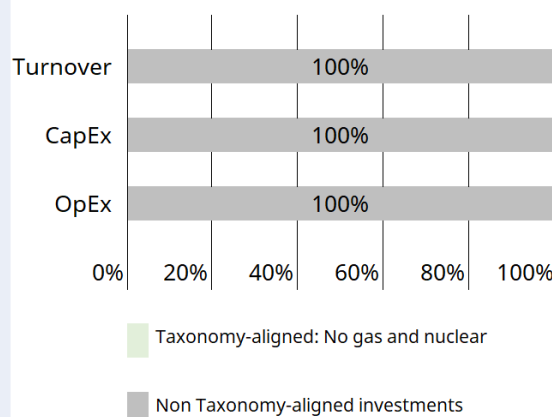 Turnover 100%
CapEx 100%
OpEx 100%
0% 20% 40% 60% 80% 100%
Taxonomy-aligned: No gas and nuclear
Non Taxonomy-aligned investments